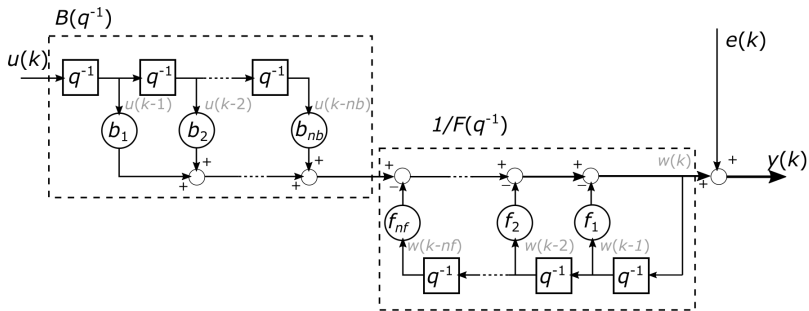 B(q⁻¹)
u(k)
q⁻¹
q⁻¹
q⁻¹
u(k-1)
u(k-2)
u(k-nb)
b₁
b₂
b_nb
+
+
+
+
e(k)
1/F(q⁻¹)
w(k)
y(k)
+
−
+
−
+
−
+
+
f_nf
f₂
f₁
w(k-nf)
w(k-2)
w(k-1)
q⁻¹
q⁻¹
q⁻¹